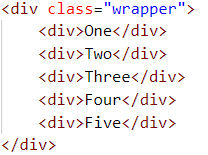 <div class="wrapper">
    <div>One</div>
    <div>Two</div>
    <div>Three</div>
    <div>Four</div>
    <div>Five</div>
</div>